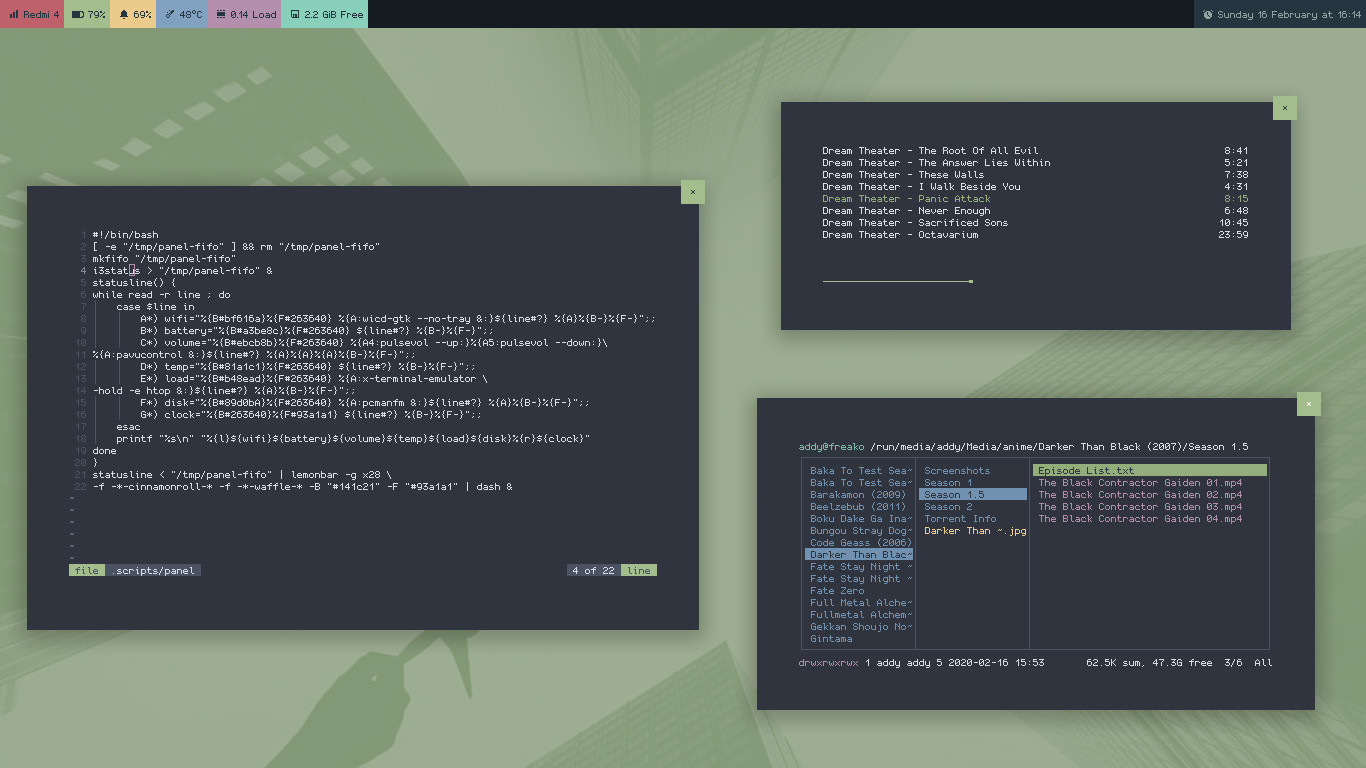 Redmi 4 79% 69% 48°C 0.14 Load 2.2 GiB Free Sunday 16 February at 16:14
×
1 #!/bin/bash
2 [ -e "/tmp/panel-fifo" ] && rm "/tmp/panel-fifo"
3 mkfifo "/tmp/panel-fifo"
4 i3status > "/tmp/panel-fifo" &
5 statusline() {
6 while read -r line ; do
7 case $line in
8 A*) wifi="%{B#bf616a}%{F#263640} %{A:wicd-gtk --no-tray &:}${line#?} %{A}%{B-}%{F-}";;
9 B*) battery="%{B#a3be8c}%{F#263640} ${line#?} %{B-}%{F-}";;
10 C*) volume="%{B#ebcb8b}%{F#263640} %{A4:pulsevol --up:}%{A5:pulsevol --down:}\
11 %{A:pavucontrol &:}${line#?} %{A}%{A}%{A}%{B-}%{F-}";;
12 D*) temp="%{B#81a1c1}%{F#263640} ${line#?} %{B-}%{F-}";;
13 E*) load="%{B#b48ead}%{F#263640} %{A:x-terminal-emulator \
14 -hold -e htop &:}${line#?} %{A}%{B-}%{F-}";;
15 F*) disk="%{B#89d0bA}%{F#263640} %{A:pcmanfm &:}${line#?} %{A}%{B-}%{F-}";;
16 G*) clock="%{B#263640}%{F#93a1a1} ${line#?} %{B-}%{F-}";;
17 esac
18 printf "%s\n" "%{l}${wifi}${battery}${volume}${temp}${load}${disk}%{r}${clock}"
19 done
20 }
21 statusline < "/tmp/panel-fifo" | lemonbar -g x28 \
22 -f -*-cinnamonroll-* -f -*-waffle-* -B "#141c21" -F "#93a1a1" | dash &
~
~
~
~
~
~
file .scripts/panel 4 of 22 line
×
Dream Theater - The Root Of All Evil 8:41
Dream Theater - The Answer Lies Within 5:21
Dream Theater - These Walls 7:38
Dream Theater - I Walk Beside You 4:31
Dream Theater - Panic Attack 8:15
Dream Theater - Never Enough 6:48
Dream Theater - Sacrificed Sons 10:45
Dream Theater - Octavarium 23:59
×
addy@freako /run/media/addy/Media/anime/Darker Than Black (2007)/Season 1.5
Baka To Test Sea~ Screenshots Episode List.txt
Baka To Test Sea~ Season 1 The Black Contractor Gaiden 01.mp4
Barakamon (2009) Season 1.5 The Black Contractor Gaiden 02.mp4
Beelzebub (2011) Season 2 The Black Contractor Gaiden 03.mp4
Boku Dake Ga Ina~ Torrent Info The Black Contractor Gaiden 04.mp4
Bungou Stray Dog~ Darker Than ~.jpg
Code Geass (2006)
Darker Than Blac~
Fate Stay Night ~
Fate Stay Night ~
Fate Zero
Full Metal Alche~
Fullmetal Alchem~
Gekkan Shoujo No~
Gintama
drwxrwxrwx 1 addy addy 5 2020-02-16 15:53 62.5K sum, 47.3G free 3/6 All